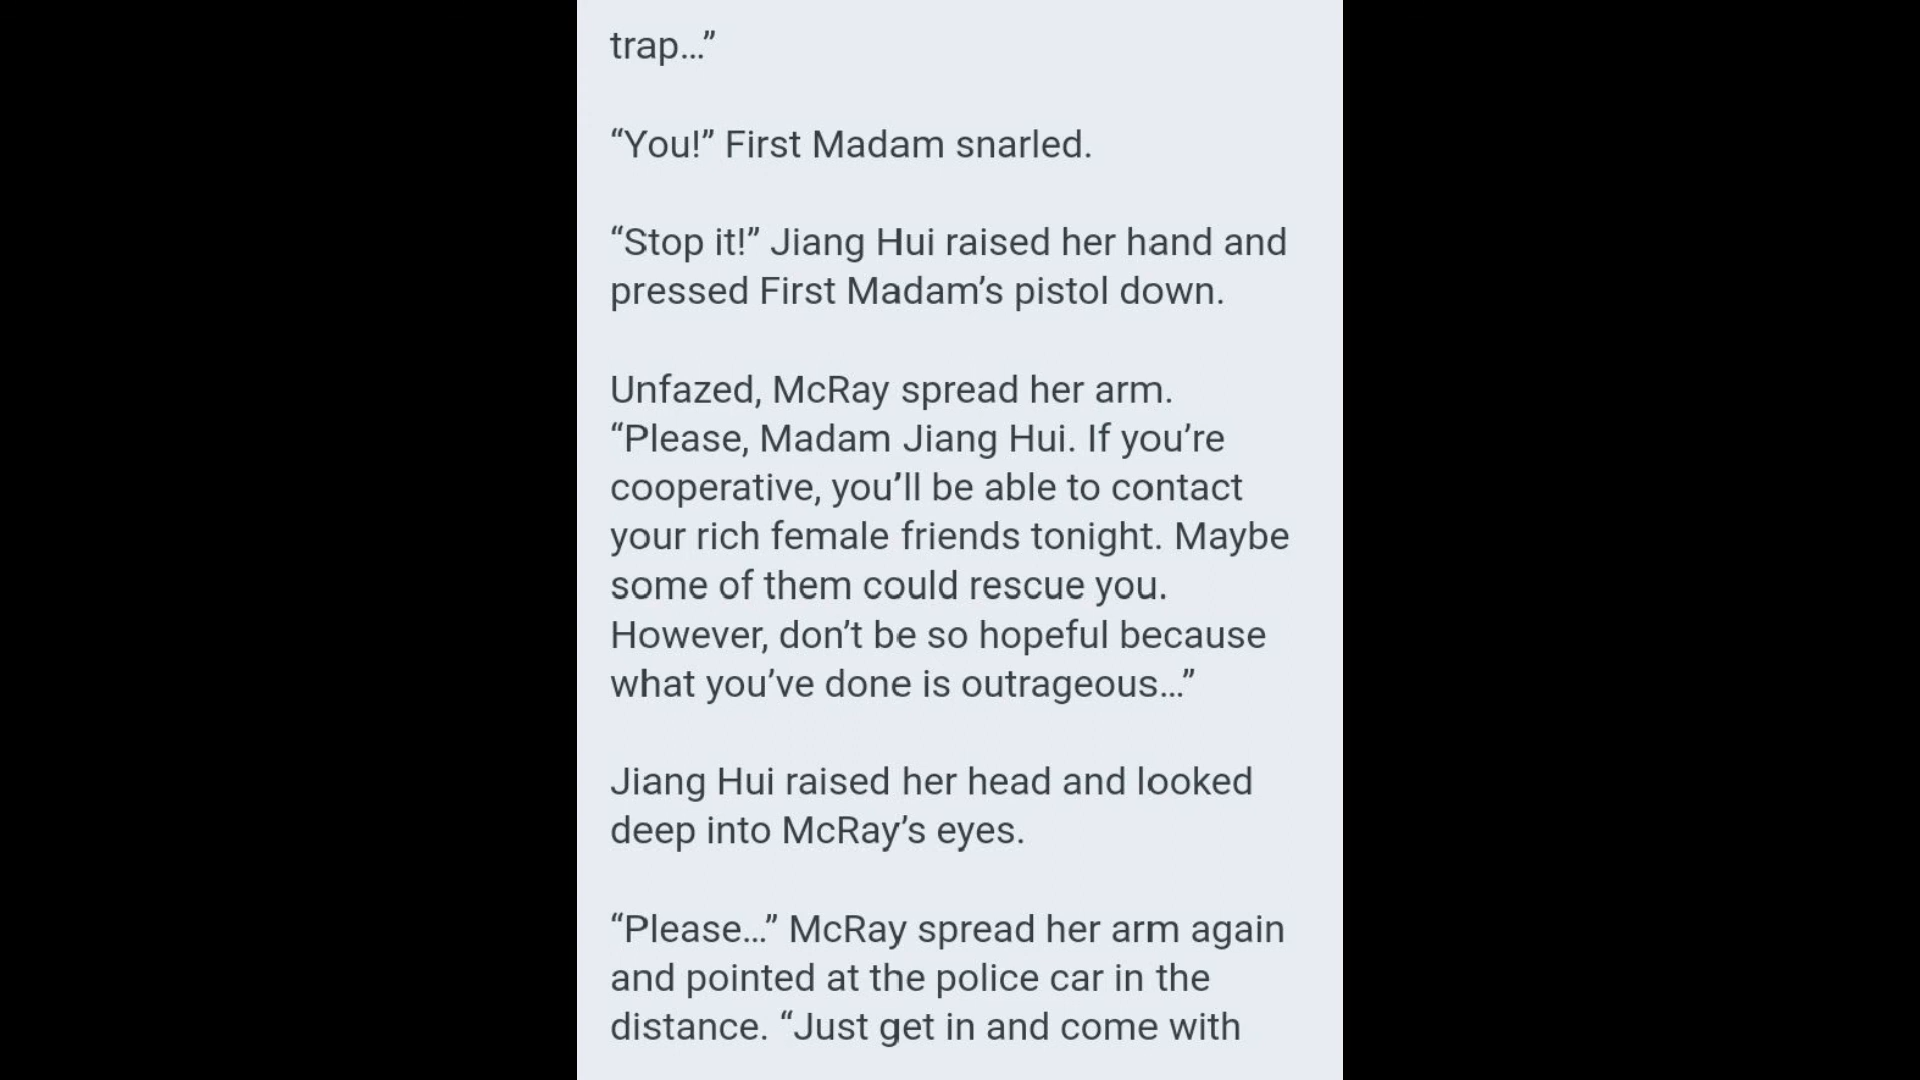 trap…”
“You!” First Madam snarled.
“Stop it!” Jiang Hui raised her hand and
pressed First Madam’s pistol down.
Unfazed, McRay spread her arm.
“Please, Madam Jiang Hui. If you’re
cooperative, you’ll be able to contact
your rich female friends tonight. Maybe
some of them could rescue you.
However, don’t be so hopeful because
what you’ve done is outrageous…”
Jiang Hui raised her head and looked
deep into McRay’s eyes.
“Please…” McRay spread her arm again
and pointed at the police car in the
distance. “Just get in and come with